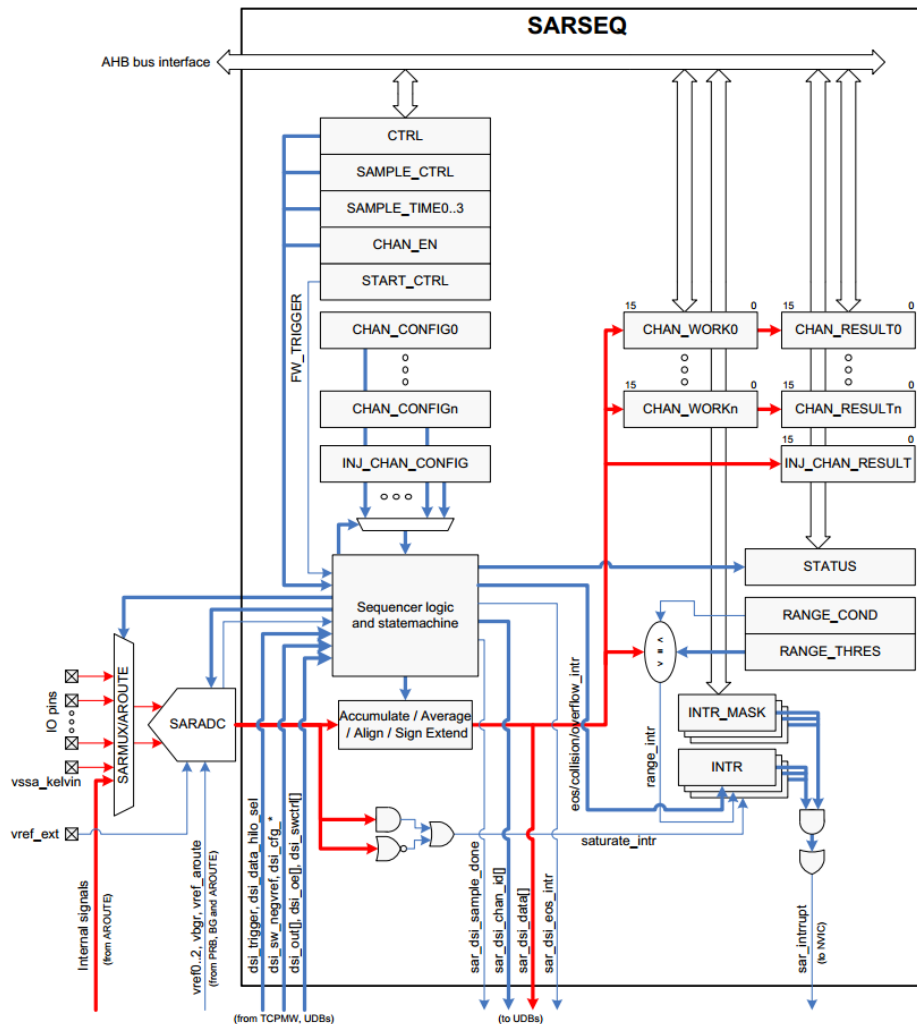 SARSEQ
AHB bus interface
CTRL
SAMPLE_CTRL
SAMPLE_TIME0..3
CHAN_EN
START_CTRL
FW_TRIGGER
CHAN_CONFIG0
CHAN_CONFIGn
INJ_CHAN_CONFIG
15
0
15
0
CHAN_WORK0
CHAN_RESULT0
15
0
15
0
CHAN_WORKn
CHAN_RESULTn
15
0
INJ_CHAN_RESULT
Sequencer logic
and statemachine
STATUS
RANGE_COND
RANGE_THRES
< = >
IO pins
vssa_kelvin
vref_ext
SARMUX/AROUTE
SARADC
Accumulate / Average
/ Align / Sign Extend
eos/collision/overflow_intr
range_intr
INTR_MASK
INTR
saturate_intr
Internal signals
(from AROUTE)
vref0..2, vbgr, vref_aroute
(from PRB, BG and AROUTE)
dsi_trigger, dsi_data_hilo_sel
dsi_sw_negvref, dsi_cfg_*
dsi_out[], dsi_oe[], dsi_swctrl[]
(from TCPMW, UDBs)
sar_dsi_sample_done
sar_dsi_chan_id[]
sar_dsi_data[]
sar_dsi_eos_intr
(to UDBs)
sar_intrrupt
(to NVIC)